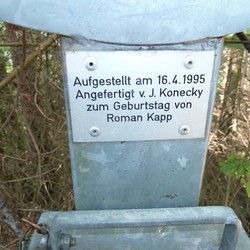 Aufgestellt am 16.4.1995
Angefertigt v. J. Konecky
zum Geburtstag von
Roman Kapp